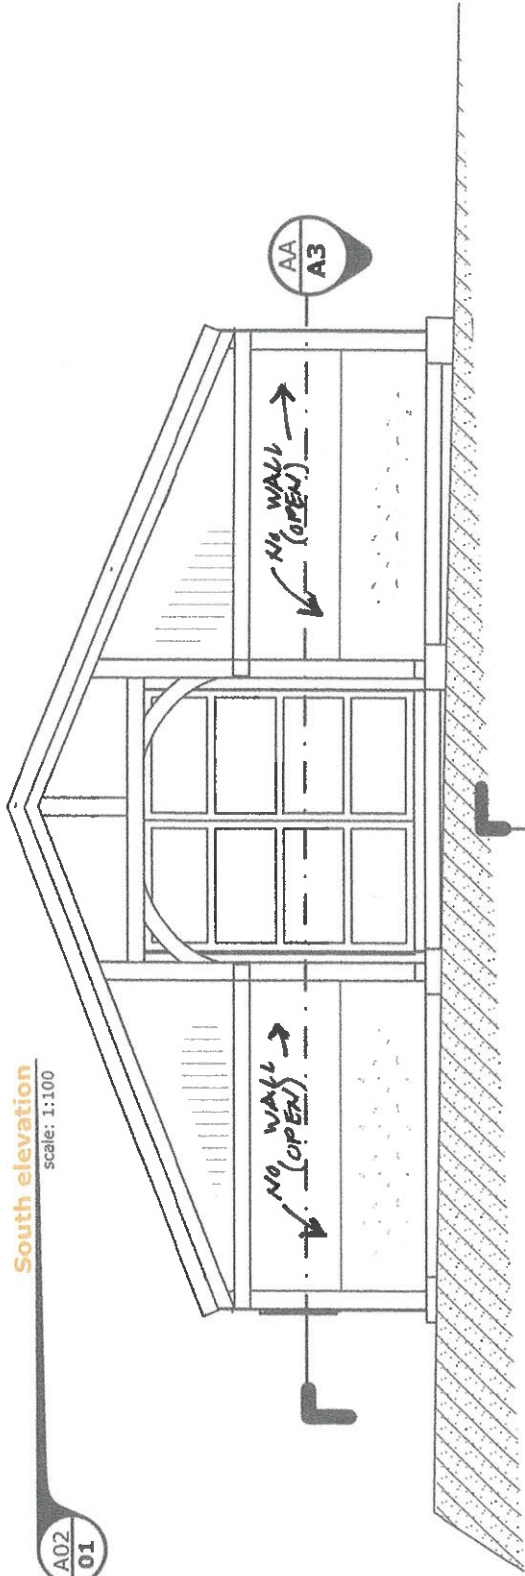 South elevation
scale: 1:100
A02
01
NO WALL
(OPEN)
NO WALL
(OPEN)
AA
A3